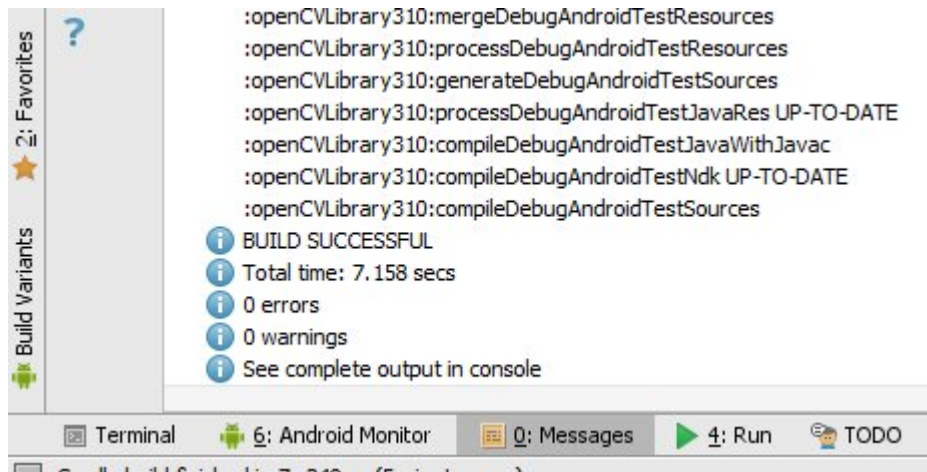 :openCVLibrary310:mergeDebugAndroidTestResources
:openCVLibrary310:processDebugAndroidTestResources
:openCVLibrary310:generateDebugAndroidTestSources
:openCVLibrary310:processDebugAndroidTestJavaRes UP-TO-DATE
:openCVLibrary310:compileDebugAndroidTestJavaWithJavac
:openCVLibrary310:compileDebugAndroidTestNdk UP-TO-DATE
:openCVLibrary310:compileDebugAndroidTestSources
BUILD SUCCESSFUL
Total time: 7.158 secs
0 errors
0 warnings
See complete output in console
2: Favorites
Build Variants
Terminal
6: Android Monitor
0: Messages
4: Run
TODO